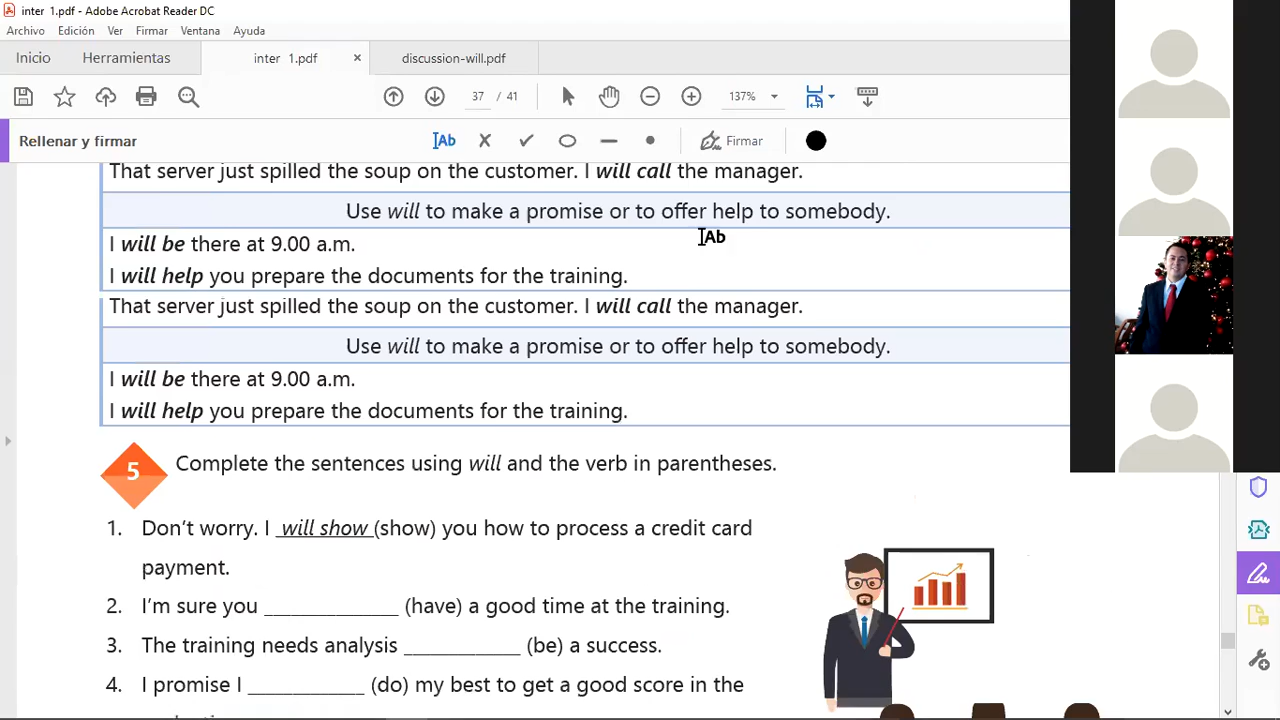 inter 1.pdf - Adobe Acrobat Reader DC
Archivo Edición Ver Firmar Ventana Ayuda
Inicio Herramientas inter 1.pdf × discussion-will.pdf
37 / 41 137%
Rellenar y firmar Ab Firmar
That server just spilled the soup on the customer. I will call the manager.
Use will to make a promise or to offer help to somebody.
Ab
I will be there at 9.00 a.m.
I will help you prepare the documents for the training.
That server just spilled the soup on the customer. I will call the manager.
Use will to make a promise or to offer help to somebody.
I will be there at 9.00 a.m.
I will help you prepare the documents for the training.
5 Complete the sentences using will and the verb in parentheses.
1. Don't worry. I will show (show) you how to process a credit card
payment.
2. I'm sure you ______________ (have) a good time at the training.
3. The training needs analysis ____________ (be) a success.
4. I promise I ____________ (do) my best to get a good score in the